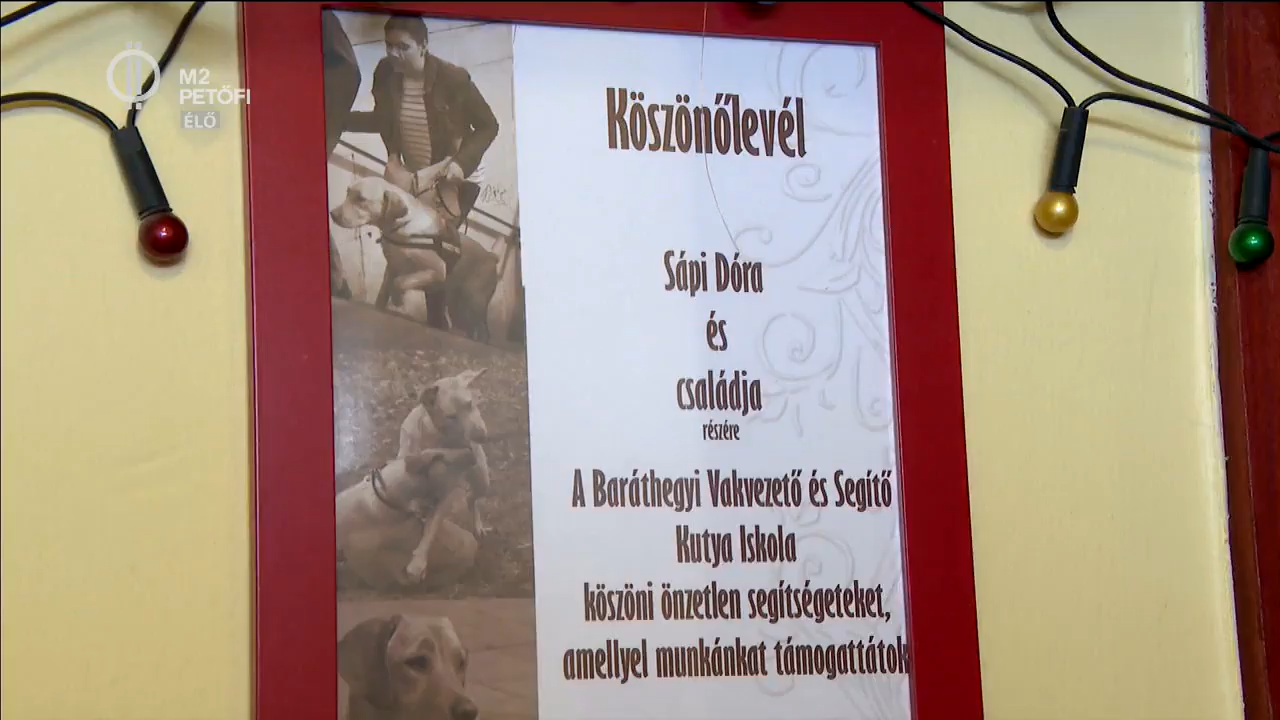 M2
PETŐFI
ÉLŐ
Köszönőlevél
Sápi Dóra
és
családja
részére
A Baráthegyi Vakvezető és Segítő
Kutya Iskola
köszöni önzetlen segítségeteket,
amellyel munkánkat támogattátok